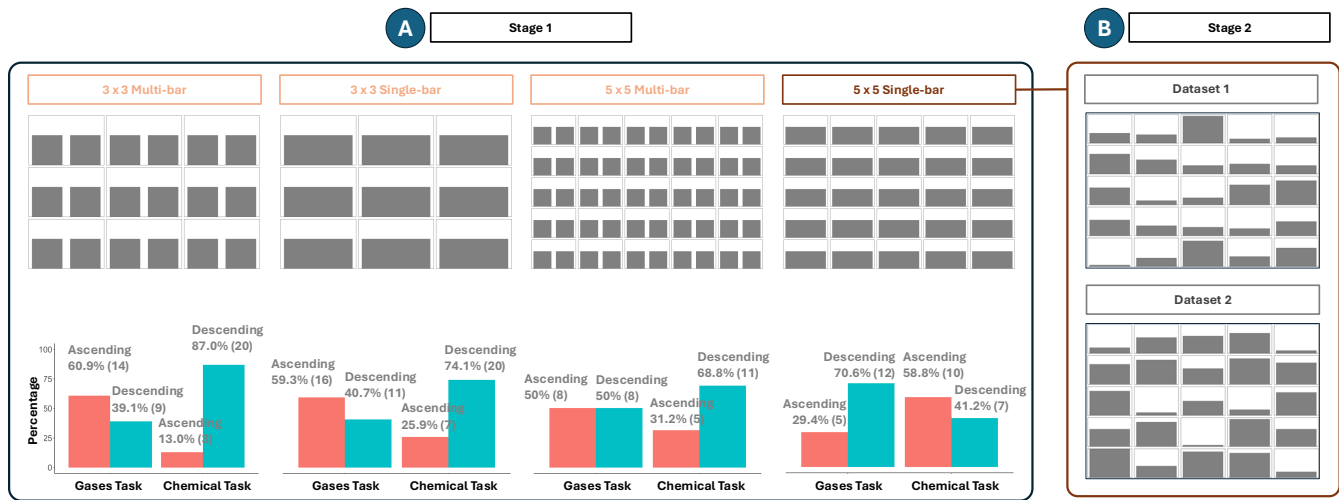 A
Stage 1
B
Stage 2
3 x 3 Multi-bar
3 x 3 Single-bar
5 x 5 Multi-bar
5 x 5 Single-bar
Dataset 1
Dataset 2
Percentage
100
75
50
25
0
Ascending
60.9% (14)
Descending
39.1% (9)
Ascending
13.0% (3)
Descending
87.0% (20)
Gases Task
Chemical Task
Ascending
59.3% (16)
Descending
40.7% (11)
Ascending
25.9% (7)
Descending
74.1% (20)
Gases Task
Chemical Task
Ascending
50% (8)
Descending
50% (8)
Ascending
31.2% (5)
Descending
68.8% (11)
Gases Task
Chemical Task
Ascending
29.4% (5)
Descending
70.6% (12)
Ascending
58.8% (10)
Descending
41.2% (7)
Gases Task
Chemical Task